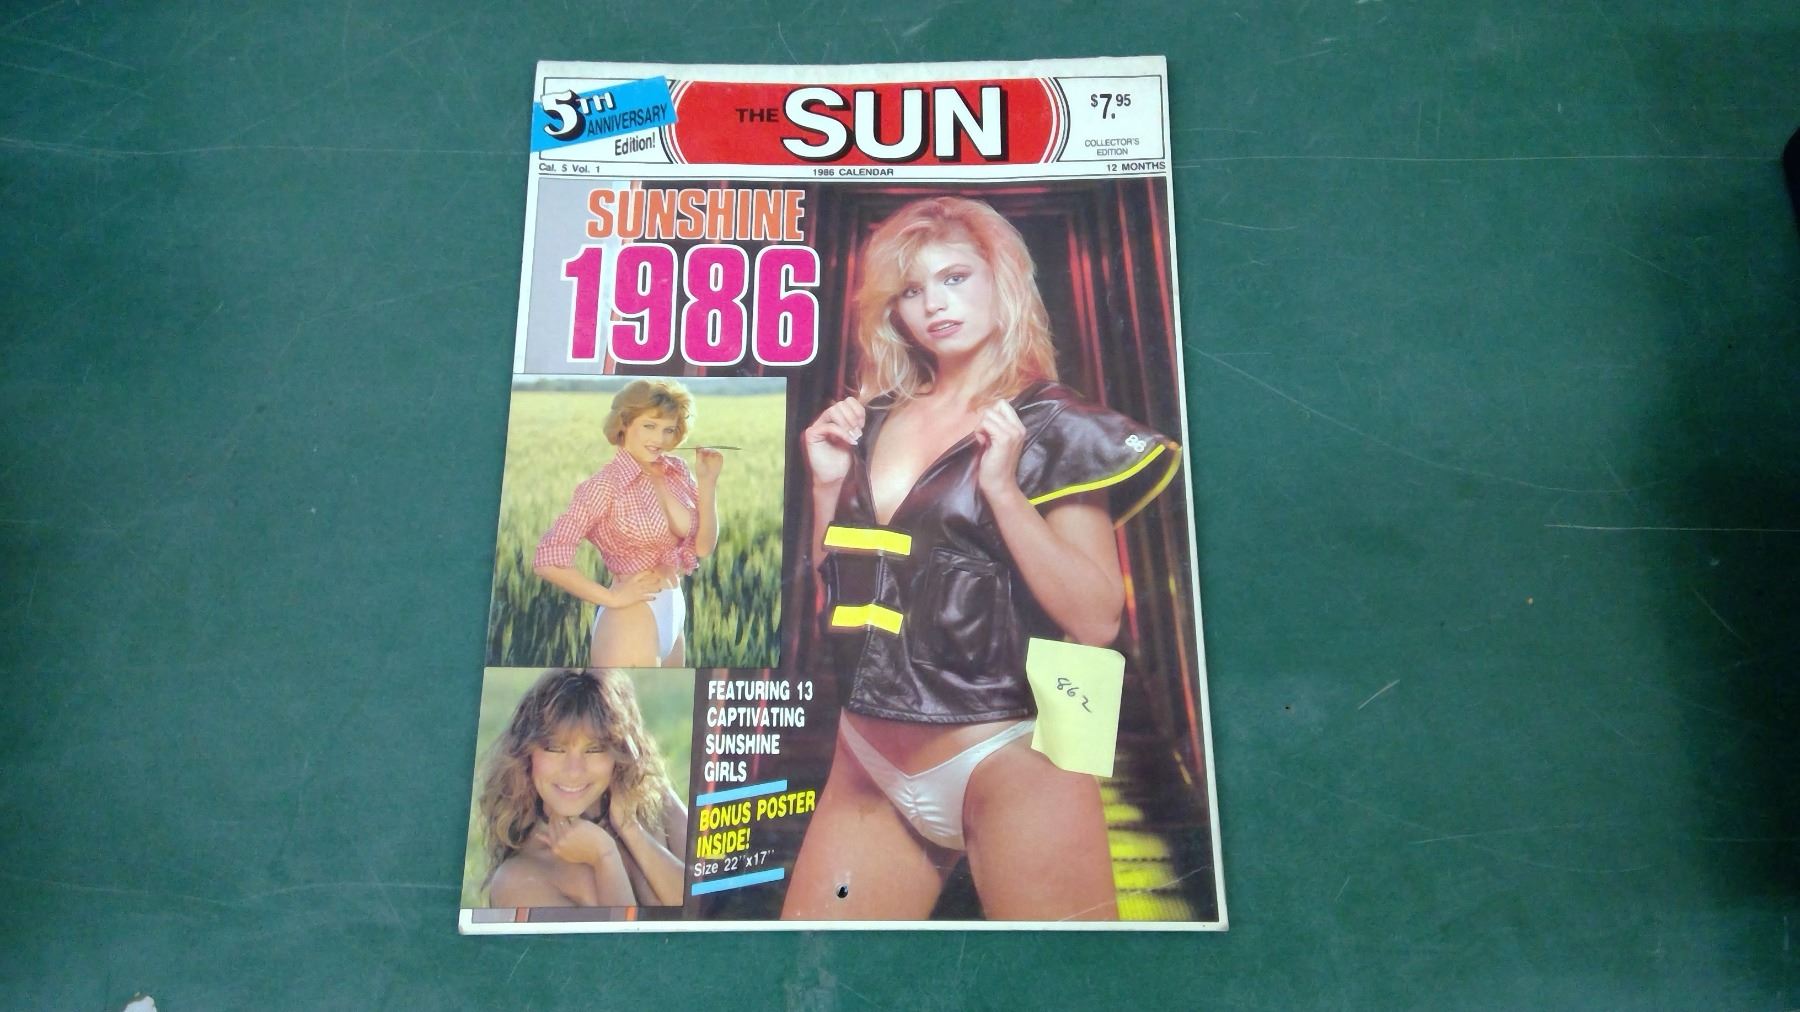 5TH
ANNIVERSARY
Edition!
THE SUN
$7.95
COLLECTOR'S
EDITION
Cal. 5 Vol. 1
1986 CALENDAR
12 MONTHS
SUNSHINE
1986
86
862
FEATURING 13
CAPTIVATING
SUNSHINE
GIRLS
BONUS POSTER
INSIDE!
Size 22"x17"